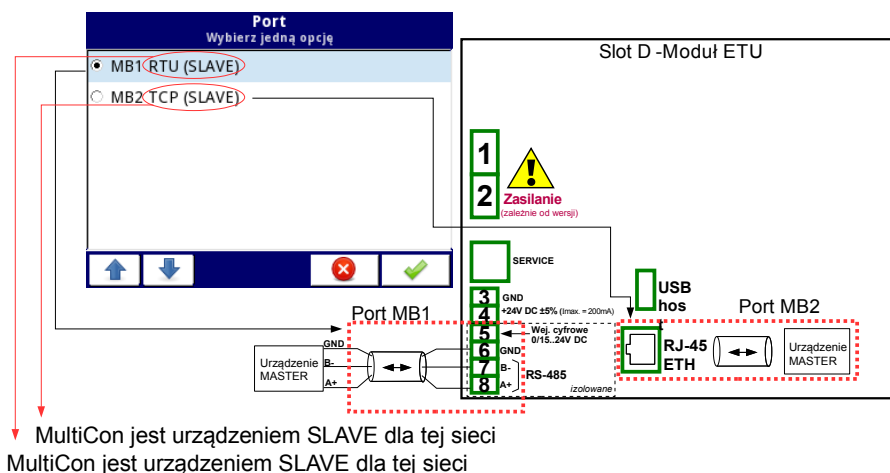 Port
Wybierz jedną opcję
MB1 RTU (SLAVE)
MB2 TCP (SLAVE)
Slot D -Moduł ETU
1
2
Zasilanie
(zależnie od wersji)
SERVICE
3 GND
4 +24V DC ±5% (Imax. = 200mA)
5 Wej. cyfrowe
0/15..24V DC
6 GND
7 B-
8 A+
RS-485
izolowane
USB
hos
t
RJ-45
ETH
Port MB2
Urządzenie
MASTER
Port MB1
GND
B-
A+
Urządzenie
MASTER
MultiCon jest urządzeniem SLAVE dla tej sieci
MultiCon jest urządzeniem SLAVE dla tej sieci